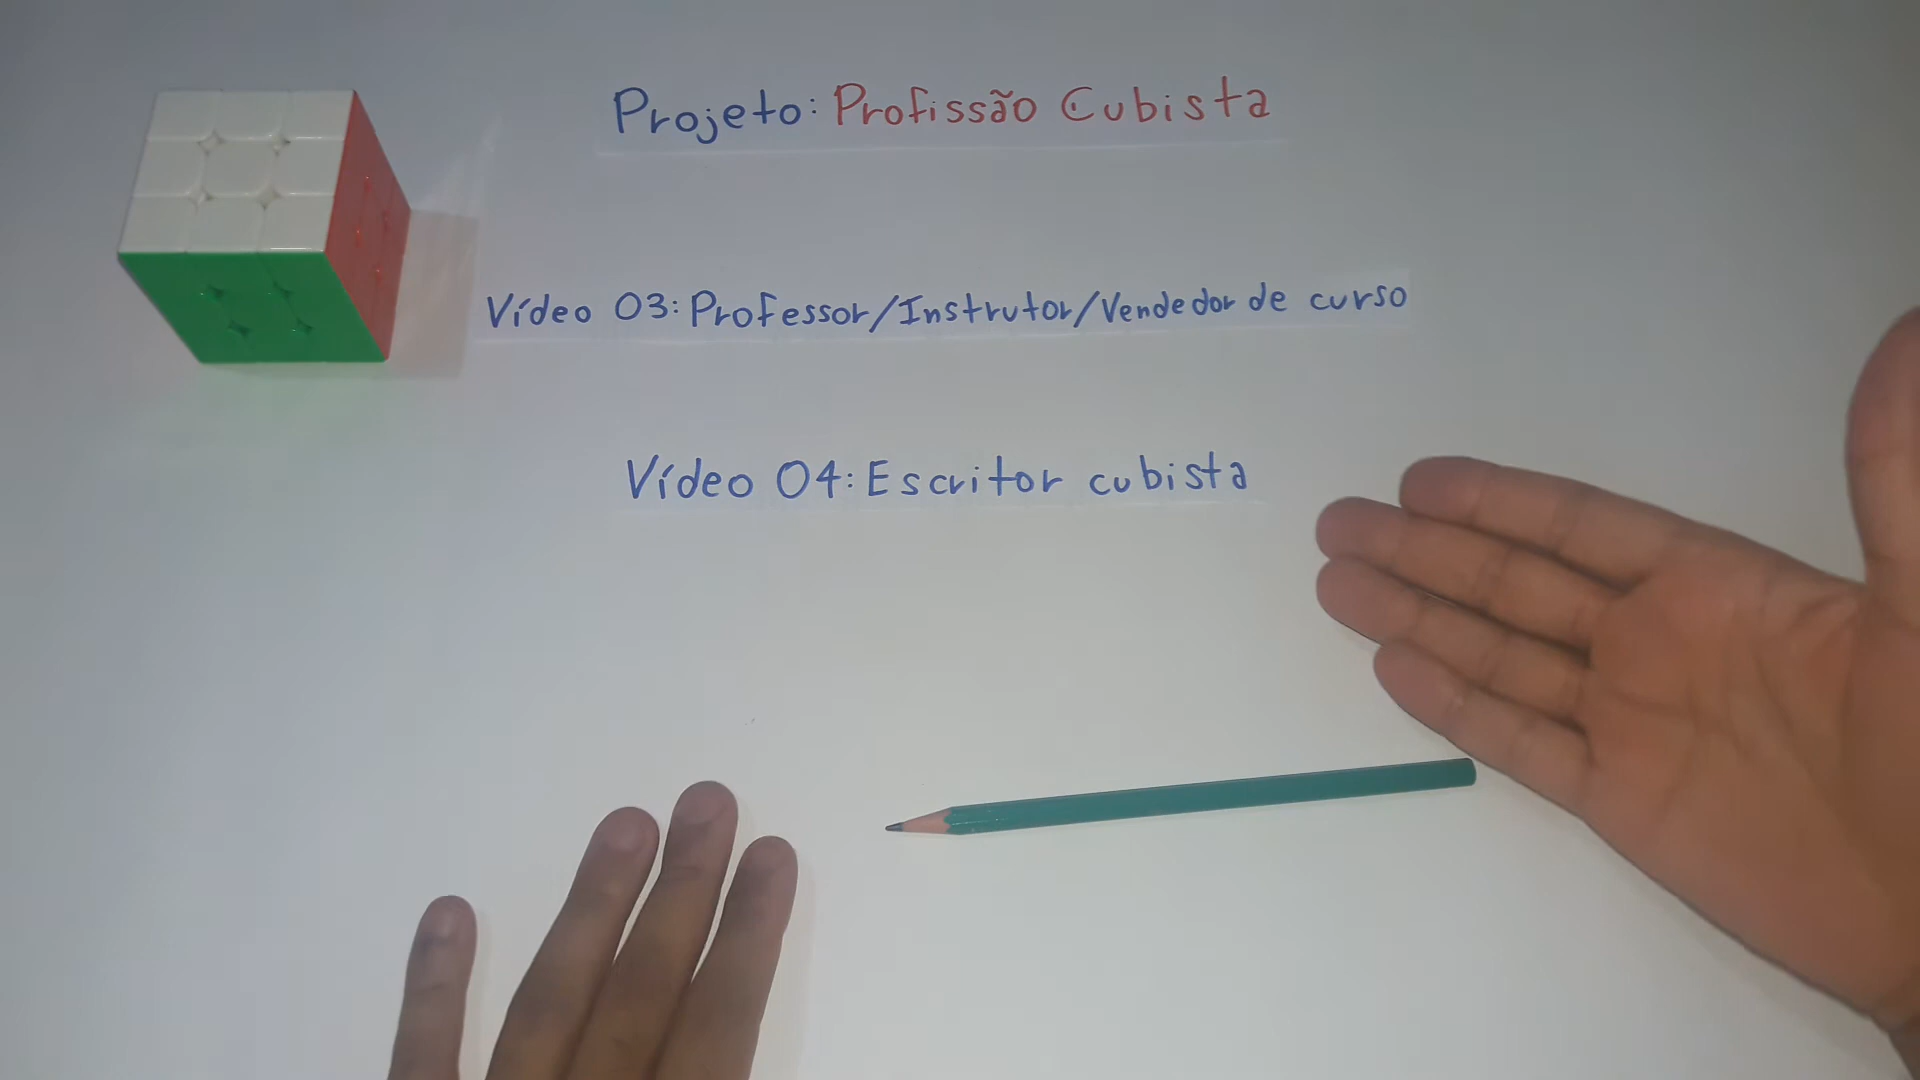 Projeto: Profissão Cubista
Vídeo 03: Professor/Instrutor/Vendedor de curso
Vídeo 04: Escritor cubista